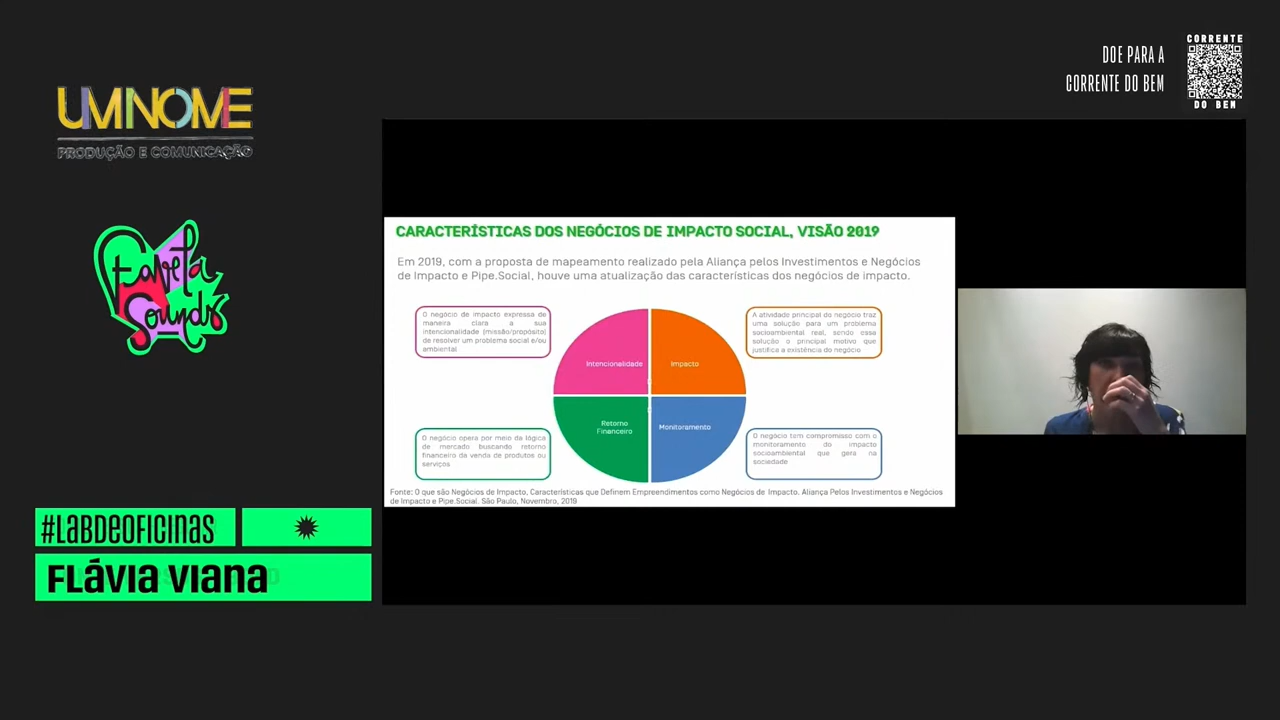 DOE PARA A
CORRENTE DO BEM
CORRENTE
DO BEM
UMNOME
PRODUÇÃO E COMUNICAÇÃO
favela
Sounds
#LABDEOFICINAS
FLÁVIA VIANA
CARACTERÍSTICAS DOS NEGÓCIOS DE IMPACTO SOCIAL, VISÃO 2019
Em 2019, com a proposta de mapeamento realizado pela Aliança pelos Investimentos e Negócios
de Impacto e Pipe.Social, houve uma atualização das características dos negócios de impacto.
O negócio de impacto expressa de
maneira clara a sua
intencionalidade (missão/propósito)
de resolver um problema social e/ou
ambiental
A atividade principal do negócio traz
uma solução para um problema
socioambiental real, sendo essa
solução o principal motivo que
justifica a existência do negócio
Intencionalidade
Impacto
Retorno
Financeiro
Monitoramento
O negócio opera por meio da lógica
de mercado buscando retorno
financeiro da venda de produtos ou
serviços
O negócio tem compromisso com o
monitoramento do impacto
socioambiental que gera na
sociedade
Fonte: O que são Negócios de Impacto, Características que Definem Empreendimentos como Negócios de Impacto. Aliança Pelos Investimentos e Negócios
de Impacto e Pipe.Social. São Paulo, Novembro, 2019